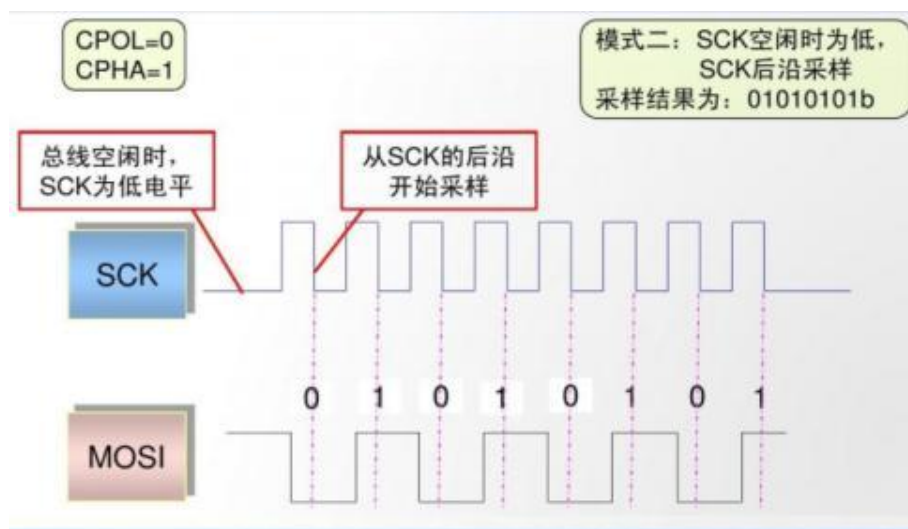 CPOL=0
CPHA=1
模式二：SCK空闲时为低，
SCK后沿采样
采样结果为：01010101b
总线空闲时，
SCK为低电平
从SCK的后沿
开始采样
SCK
0 1 0 1 0 1 0 1
MOSI